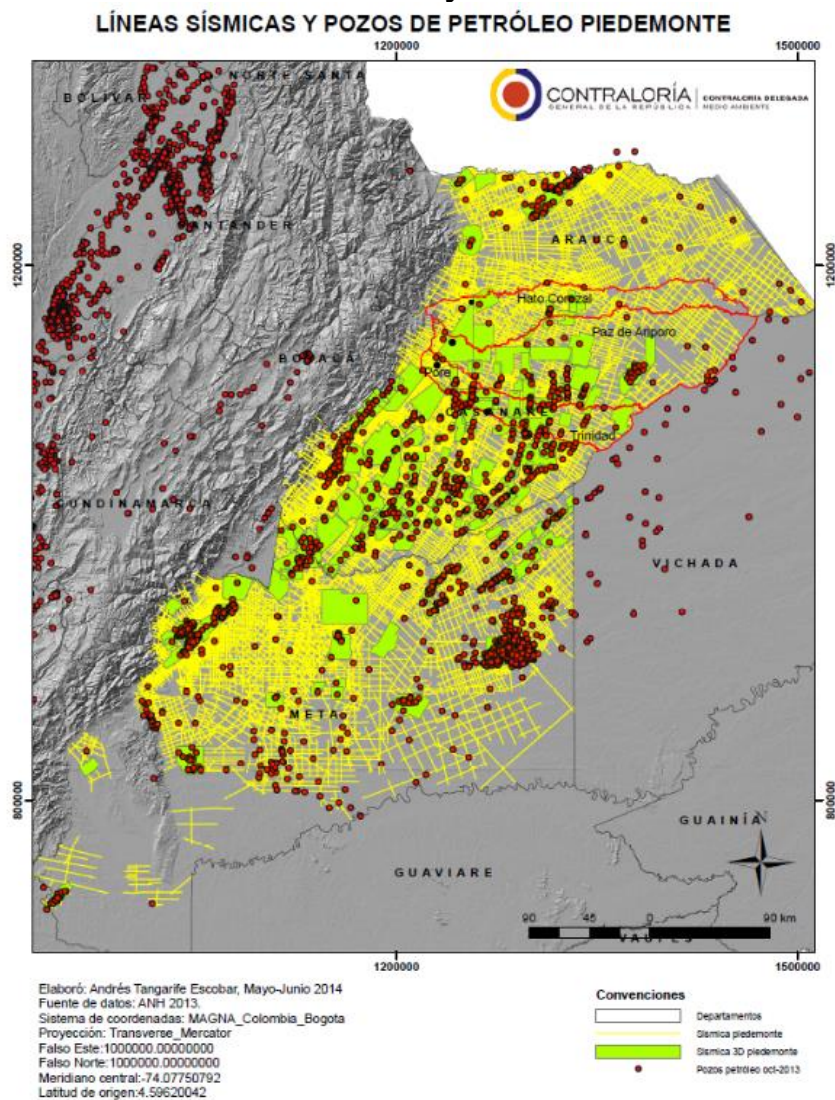 LÍNEAS SÍSMICAS Y POZOS DE PETRÓLEO PIEDEMONTE
1200000
1500000
NORTE SANTA
BOLIVAR
CONTRALORÍA
GENERAL DE LA REPÚBLICA
CONTRALORÍA DELEGADA
MEDIO AMBIENTE
SANTANDER
ARAUCA
1200000
1200000
Hato Corozal
Paz de Ariporo
BOYACÁ
Pore
CASANARE
Trinidad
CUNDINAMARCA
VICHADA
META
800000
800000
GUAINÍA
N
GUAVIARE
90 45 0 90 km
VAUPÉS
1200000
1500000
Elaboró: Andrés Tangarife Escobar, Mayo-Junio 2014
Fuente de datos: ANH 2013.
Sistema de coordenadas: MAGNA_Colombia_Bogota
Proyección: Transverse_Mercator
Falso Este:1000000.00000000
Falso Norte:1000000.00000000
Meridiano central:-74.07750792
Latitud de origen:4.59620042
Convenciones
Departamentos
Sísmica piedemonte
Sísmica 3D piedemonte
Pozos petróleo oct-2013